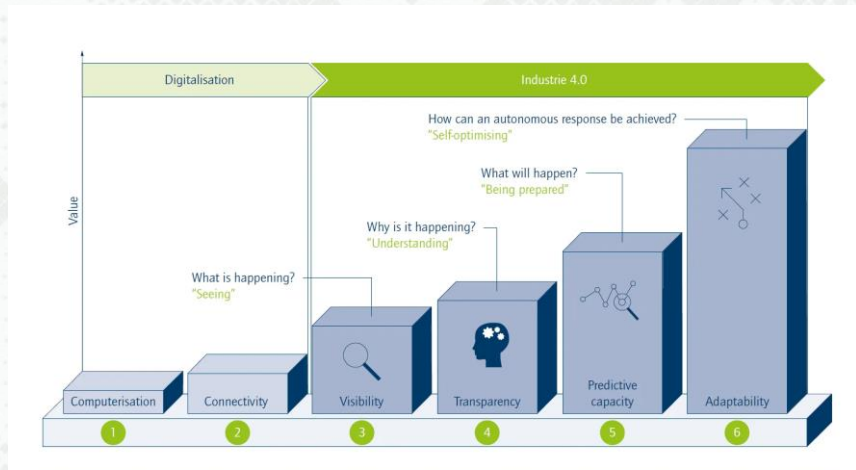 Digitalisation
Industrie 4.0
How can an autonomous response be achieved?
"Self-optimising"
What will happen?
"Being prepared"
Why is it happening?
"Understanding"
What is happening?
"Seeing"
Value
Computerisation
Connectivity
Visibility
Transparency
Predictive
capacity
Adaptability
1
2
3
4
5
6